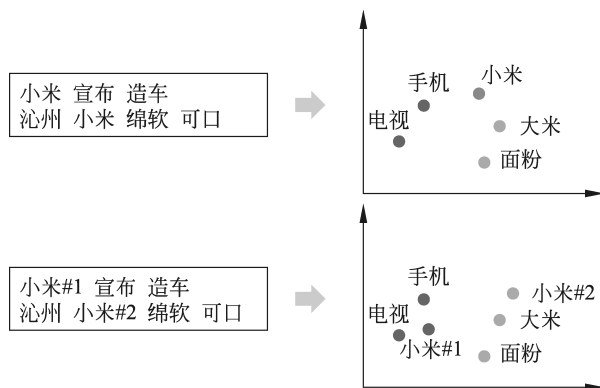 小米 宣布 造车
沁州 小米 绵软 可口
手机
小米
电视
大米
面粉
小米#1 宣布 造车
沁州 小米#2 绵软 可口
手机
小米#2
电视
大米
小米#1
面粉